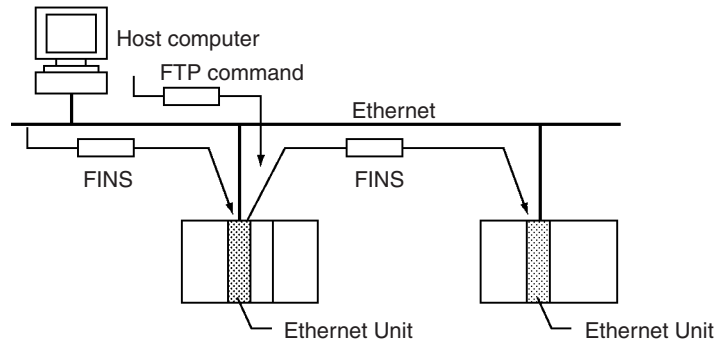 Host computer
FTP command
Ethernet
FINS
FINS
Ethernet Unit
Ethernet Unit